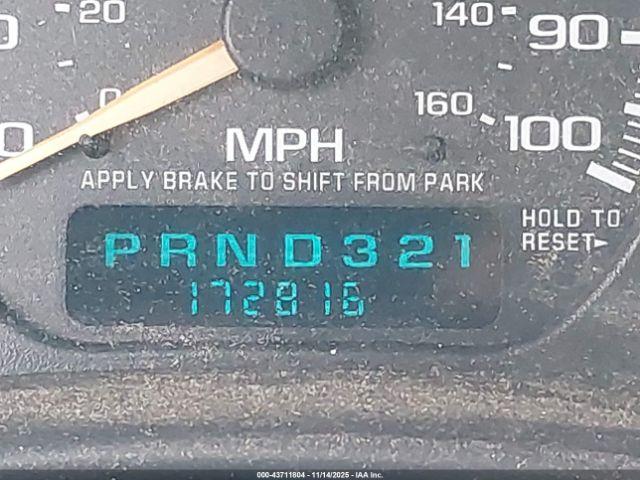 20
140
90
0
0
160
100
MPH
APPLY BRAKE TO SHIFT FROM PARK
HOLD TO
RESET
PRND321
172816
000-43711804 - 11/14/2025 - IAA Inc.